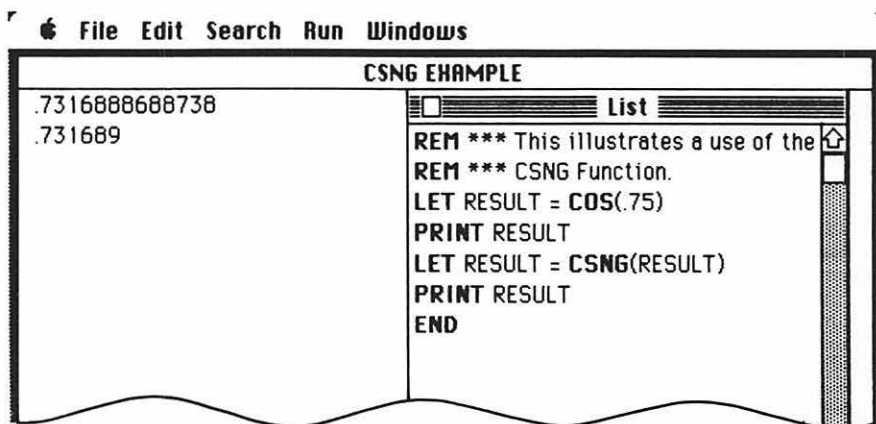 File Edit Search Run Windows
CSNG EXAMPLE
.7316888688738
.731689
List
REM *** This illustrates a use of the
REM *** CSNG Function.
LET RESULT = COS(.75)
PRINT RESULT
LET RESULT = CSNG(RESULT)
PRINT RESULT
END